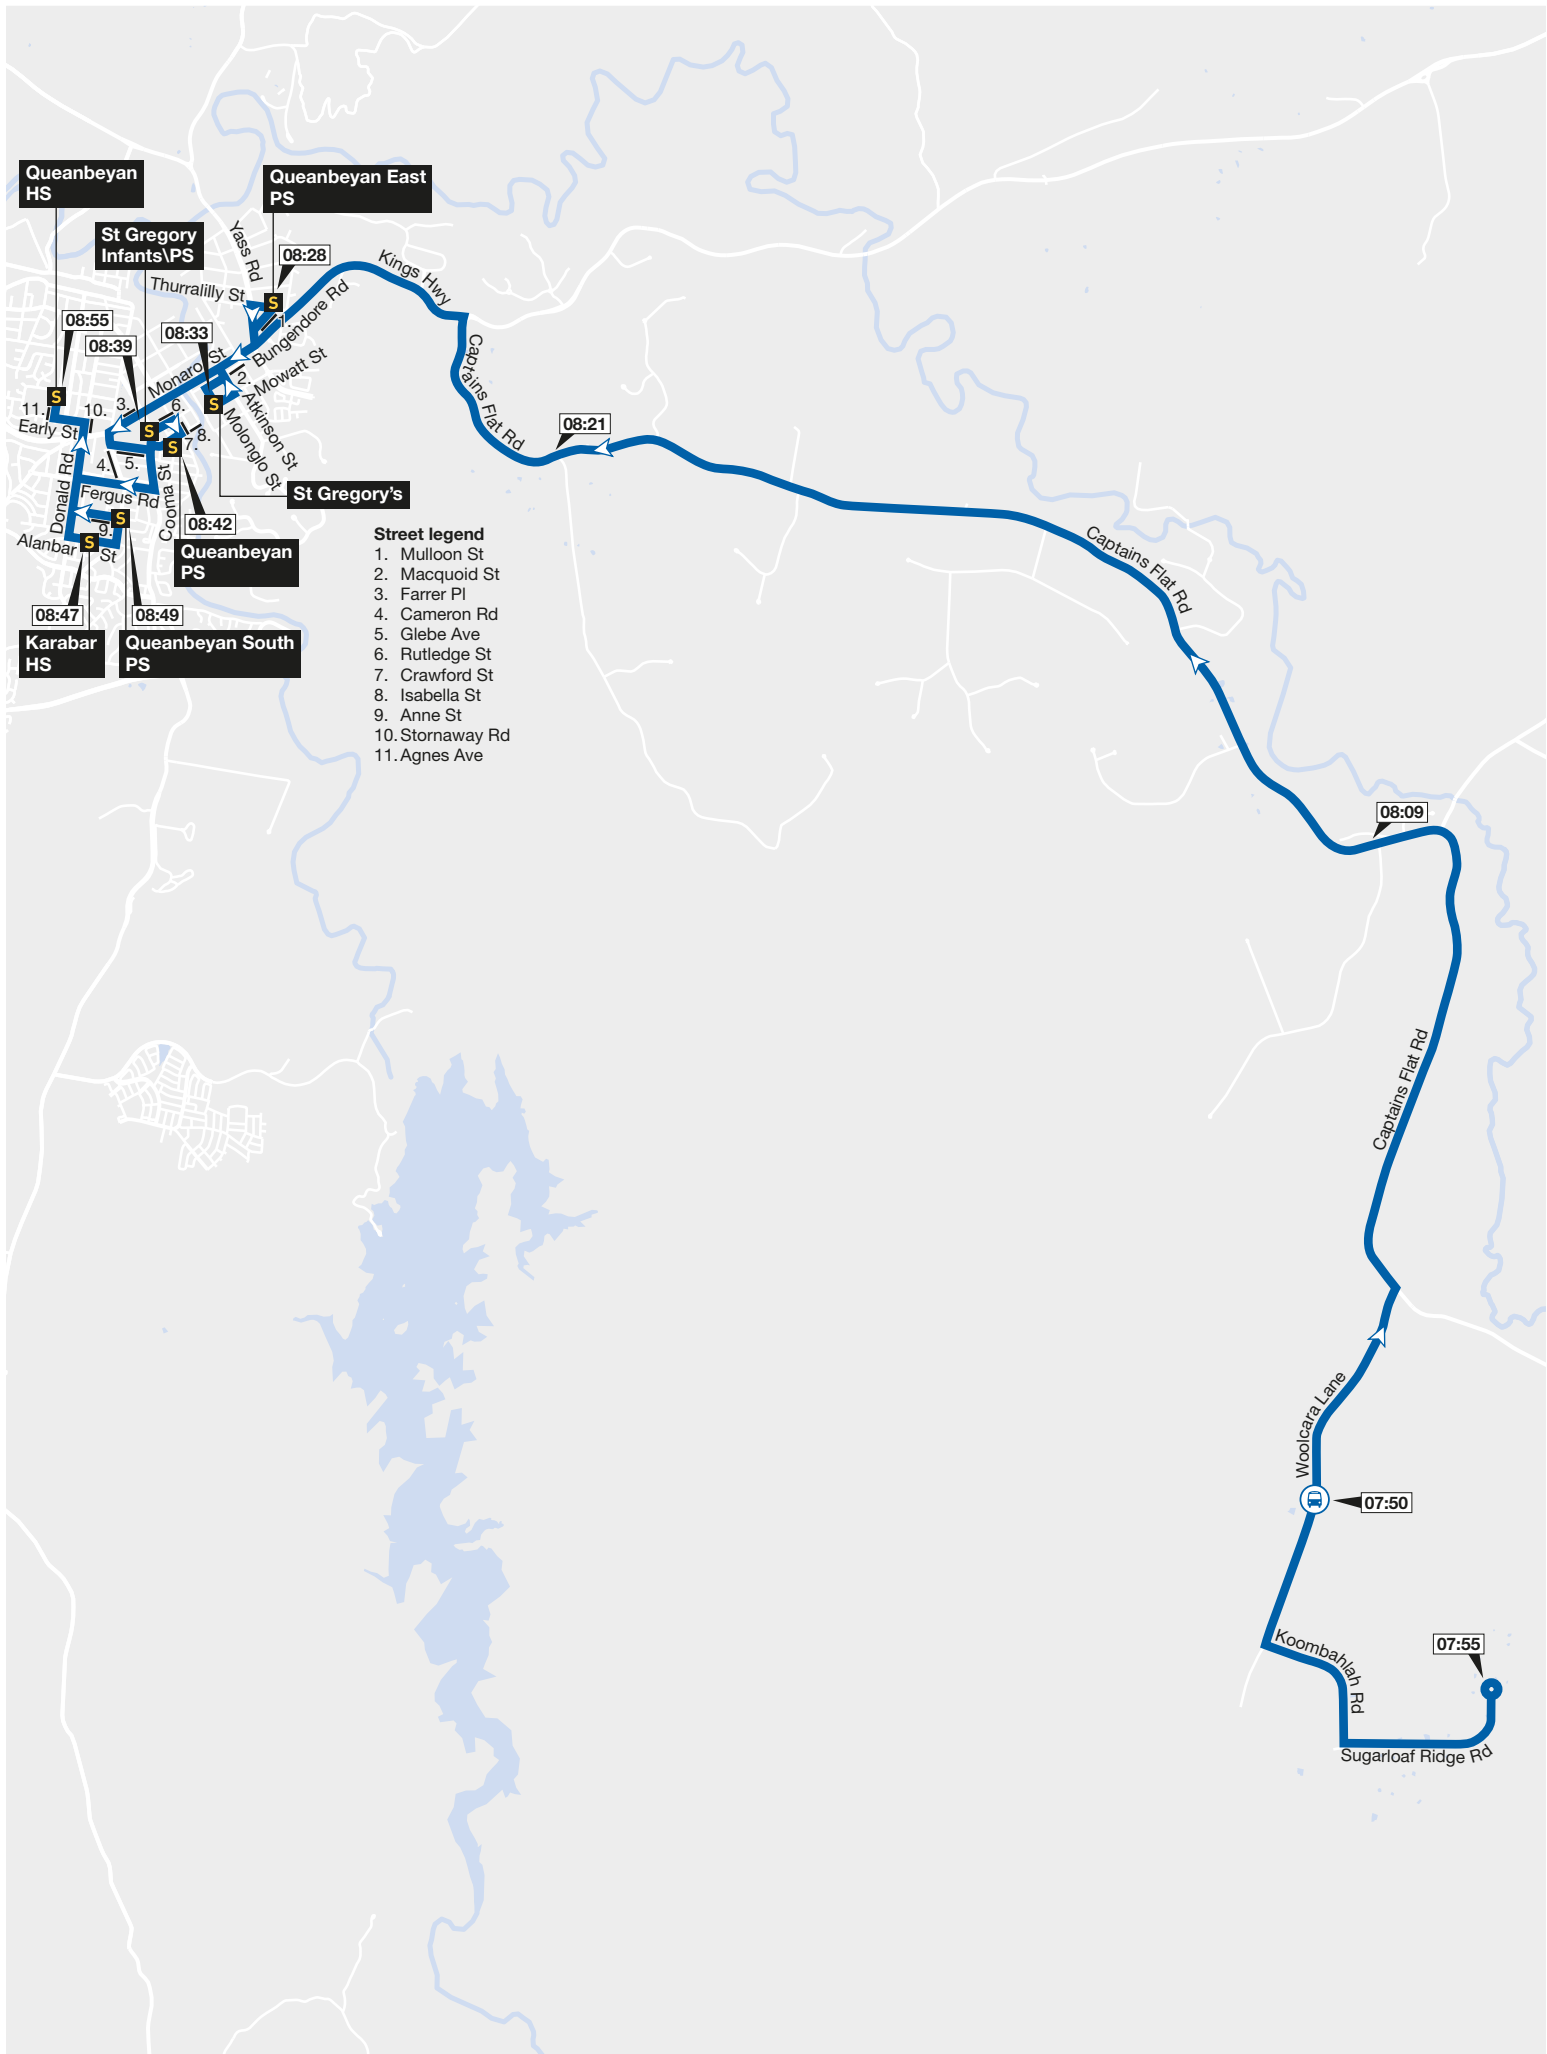 Queanbeyan
HS
Queanbeyan East
PS
St Gregory
Infants\PS
Yass Rd
08:28
Kings Hwy
Thurralilly St
1.
Bungendore Rd
08:55
08:33
08:39
Monaro St
2.
Mowatt St
Captains Flat Rd
3.
6.
Atkinson St
11.
10.
Early St
8.
7.
Molonglo St
08:21
4.
5.
Cooma St
Donald Rd
Fergus Rd
St Gregory's
08:42
9.
Alanbar St
Queanbeyan
PS
08:47
08:49
Karabar
HS
Queanbeyan South
PS
Street legend
1. Mulloon St
2. Macquoid St
3. Farrer Pl
4. Cameron Rd
5. Glebe Ave
6. Rutledge St
7. Crawford St
8. Isabella St
9. Anne St
10. Stornaway Rd
11. Agnes Ave
Captains Flat Rd
08:09
Captains Flat Rd
Woolcara Lane
07:50
Koombahlah Rd
07:55
Sugarloaf Ridge Rd
S
S
S
S
S
S
S